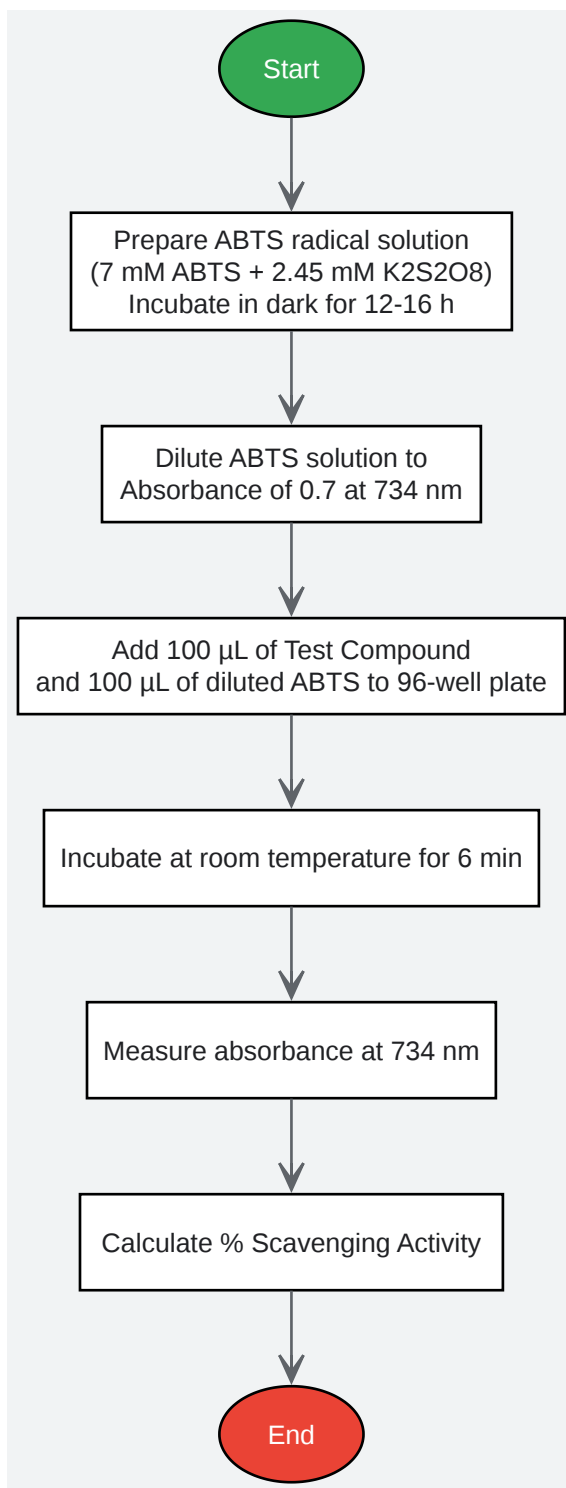 Start
Prepare ABTS radical solution
(7 mM ABTS + 2.45 mM K2S2O8)
Incubate in dark for 12-16 h
Dilute ABTS solution to
Absorbance of 0.7 at 734 nm
Add 100 µL of Test Compound
and 100 µL of diluted ABTS to 96-well plate
Incubate at room temperature for 6 min
Measure absorbance at 734 nm
Calculate % Scavenging Activity
End